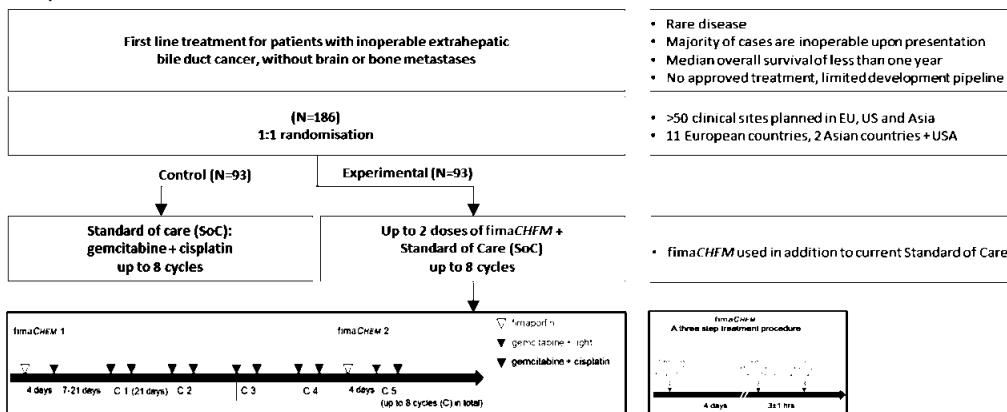 First line treatment for patients with inoperable extrahepatic
bile duct cancer, without brain or bone metastases
• Rare disease
• Majority of cases are inoperable upon presentation
• Median overall survival of less than one year
• No approved treatment, limited development pipeline
(N=186)
1:1 randomisation
• >50 clinical sites planned in EU, US and Asia
• 11 European countries, 2 Asian countries + USA
Control (N=93)
Experimental (N=93)
Standard of care (SoC):
gemcitabine + cisplatin
up to 8 cycles
Up to 2 doses of fimaCHEM +
Standard of Care (SoC)
up to 8 cycles
• fimaCHEM used in addition to current Standard of Care
fimaCHEM 1
fimaCHEM 2
fimaporfin
gemcitabine + light
gemcitabine + cisplatin
4 days
7-21 days
C 1 (21 days)
C 2
C 3
C 4
4 days
C 5
(up to 8 cycles (C) in total)
fimaCHEM
A three step treatment procedure
4 days
3±1 hrs